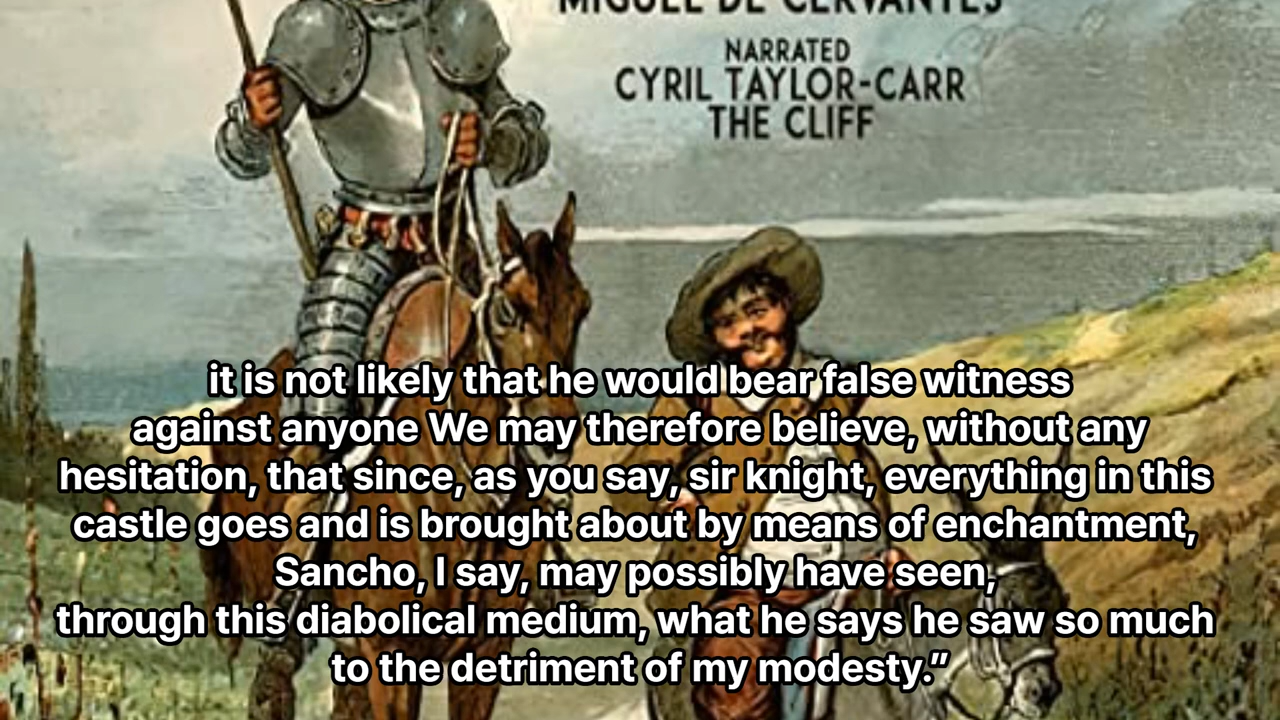 MIGUEL DE CERVANTES
NARRATED
CYRIL TAYLOR-CARR
THE CLIFF
it is not likely that he would bear false witness
against anyone We may therefore believe, without any
hesitation, that since, as you say, sir knight, everything in this
castle goes and is brought about by means of enchantment,
Sancho, I say, may possibly have seen,
through this diabolical medium, what he says he saw so much
to the detriment of my modesty.”